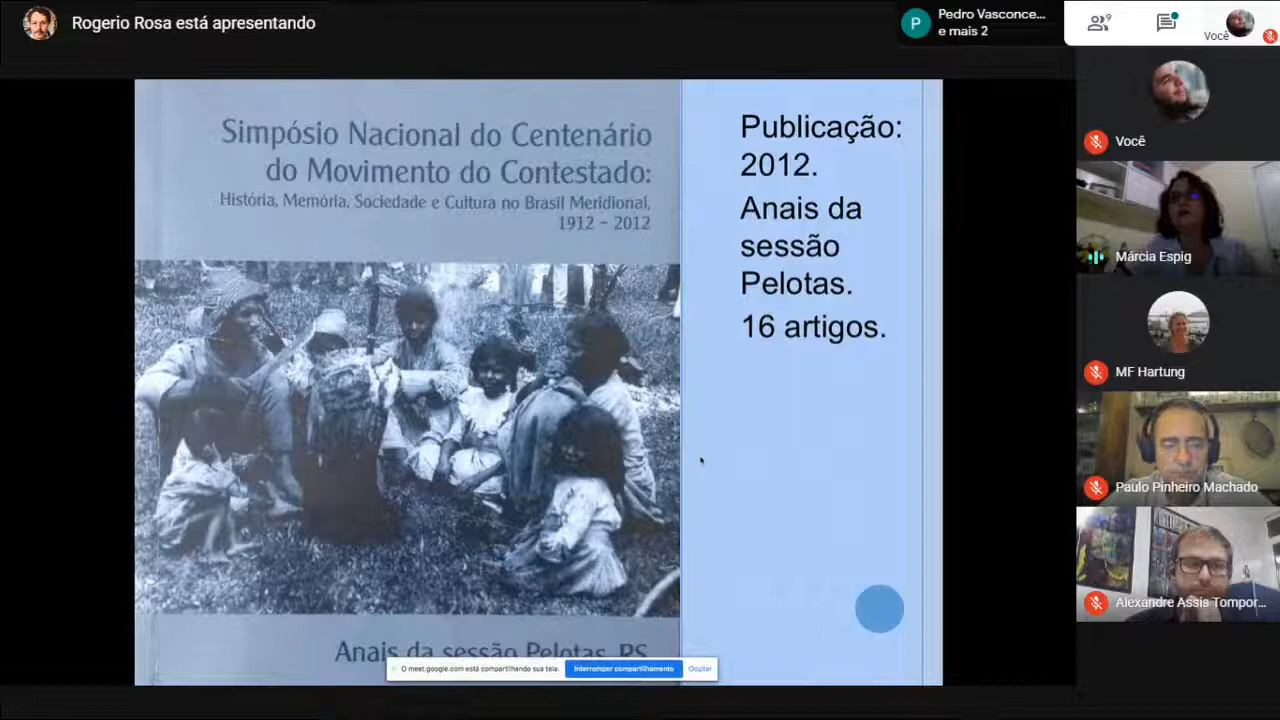 Rogerio Rosa está apresentando
P
Pedro Vasconce...
e mais 2
9
Você
Simpósio Nacional do Centenário
do Movimento do Contestado:
História, Memória, Sociedade e Cultura no Brasil Meridional,
1912 – 2012
Anais da sessão Pelotas, RS
Publicação:
2012.
Anais da
sessão
Pelotas.
16 artigos.
O meet.google.com está compartilhando sua tela.
Interromper compartilhamento
Ocultar
Você
Márcia Espig
MF Hartung
Paulo Pinheiro Machado
Alexandre Assis Tompor...